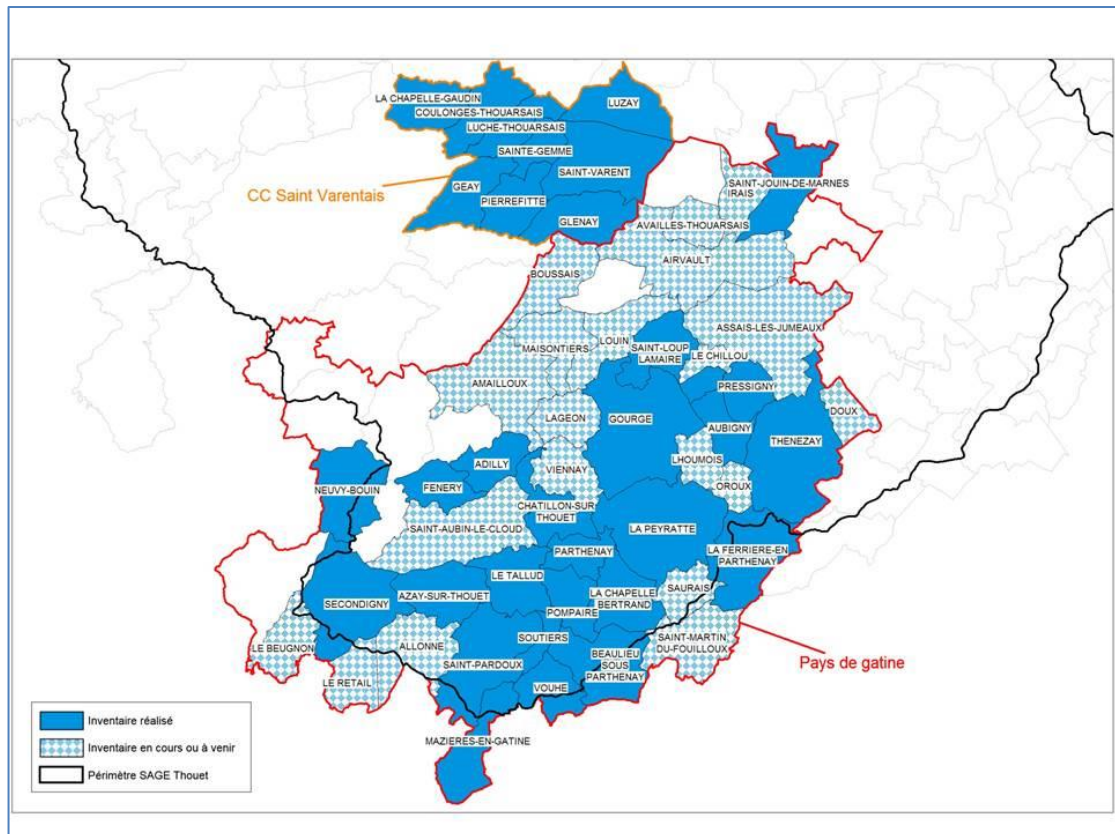 LA CHAPELLE-GAUDIN
COULONGES-THOUARSAIS
LUZAY
LUCHE-THOUARSAIS
SAINTE-GEMME
SAINT-VARENT
CC Saint Varentais
GEAY
PIERREFITTE
GLENAY
SAINT-JOUIN-DE-MARNES
IRAIS
AVAILLES-THOUARSAIS
AIRVAULT
BOUSSAIS
ASSAIS-LES-JUMEAUX
LOUIN
MAISONTIERS
SAINT-LOUP
LAMAIRE
LE CHILLOU
AMAILLOUX
PRESSIGNY
DOUX
LAGEON
GOURGE
AUBIGNY
THENEZAY
LHOUMOIS
ADILLY
VIENNAY
OROUX
NEUVY-BOUIN
FENERY
CHATILLON-SUR
THOUET
SAINT-AUBIN-LE-CLOUD
LA PEYRATTE
PARTHENAY
LA FERRIERE-EN
PARTHENAY
LE TALLUD
SECONDIGNY
AZAY-SUR-THOUET
LA CHAPELLE
BERTRAND
SAURAIS
POMPAIRE
LE BEUGNON
ALLONNE
SOUTIERS
SAINT-MARTIN
DU-FOUILLOUX
BEAULIEU
SOUS
PARTHENAY
SAINT-PARDOUX
Pays de gatine
LE RETAIL
VOUHE
MAZIERES-EN-GATINE
Inventaire réalisé
Inventaire en cours ou à venir
Périmètre SAGE Thouet